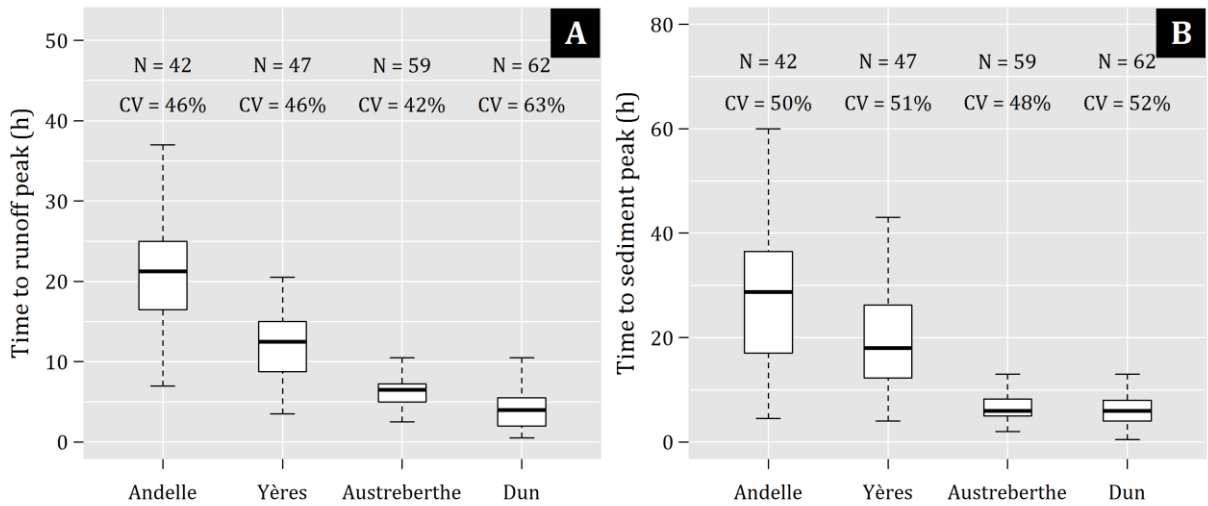 A
Time to runoff peak (h)
50
40
30
20
10
0
N = 42 N = 47 N = 59 N = 62
CV = 46% CV = 46% CV = 42% CV = 63%
Andelle Yères Austreberthe Dun
B
Time to sediment peak (h)
80
60
40
20
0
N = 42 N = 47 N = 59 N = 62
CV = 50% CV = 51% CV = 48% CV = 52%
Andelle Yères Austreberthe Dun